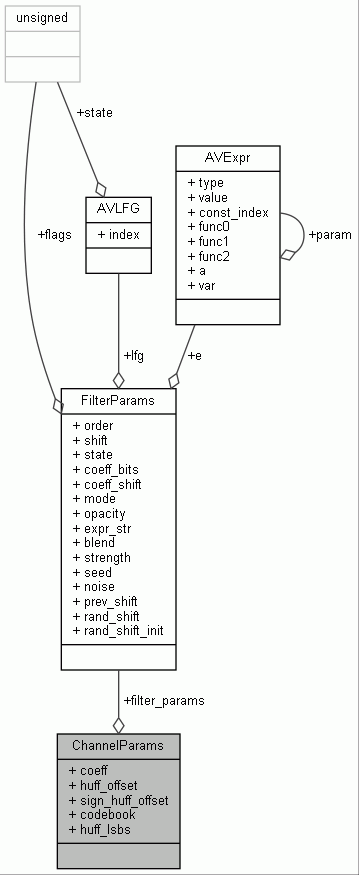 unsigned
+state
AVExpr
+ type
+ value
+ const_index
+ func0
+ func1
+ func2
+ a
+ var
+param
AVLFG
+ index
+flags
+lfg
+e
FilterParams
+ order
+ shift
+ state
+ coeff_bits
+ coeff_shift
+ mode
+ opacity
+ expr_str
+ blend
+ strength
+ seed
+ noise
+ prev_shift
+ rand_shift
+ rand_shift_init
+filter_params
ChannelParams
+ coeff
+ huff_offset
+ sign_huff_offset
+ codebook
+ huff_lsbs